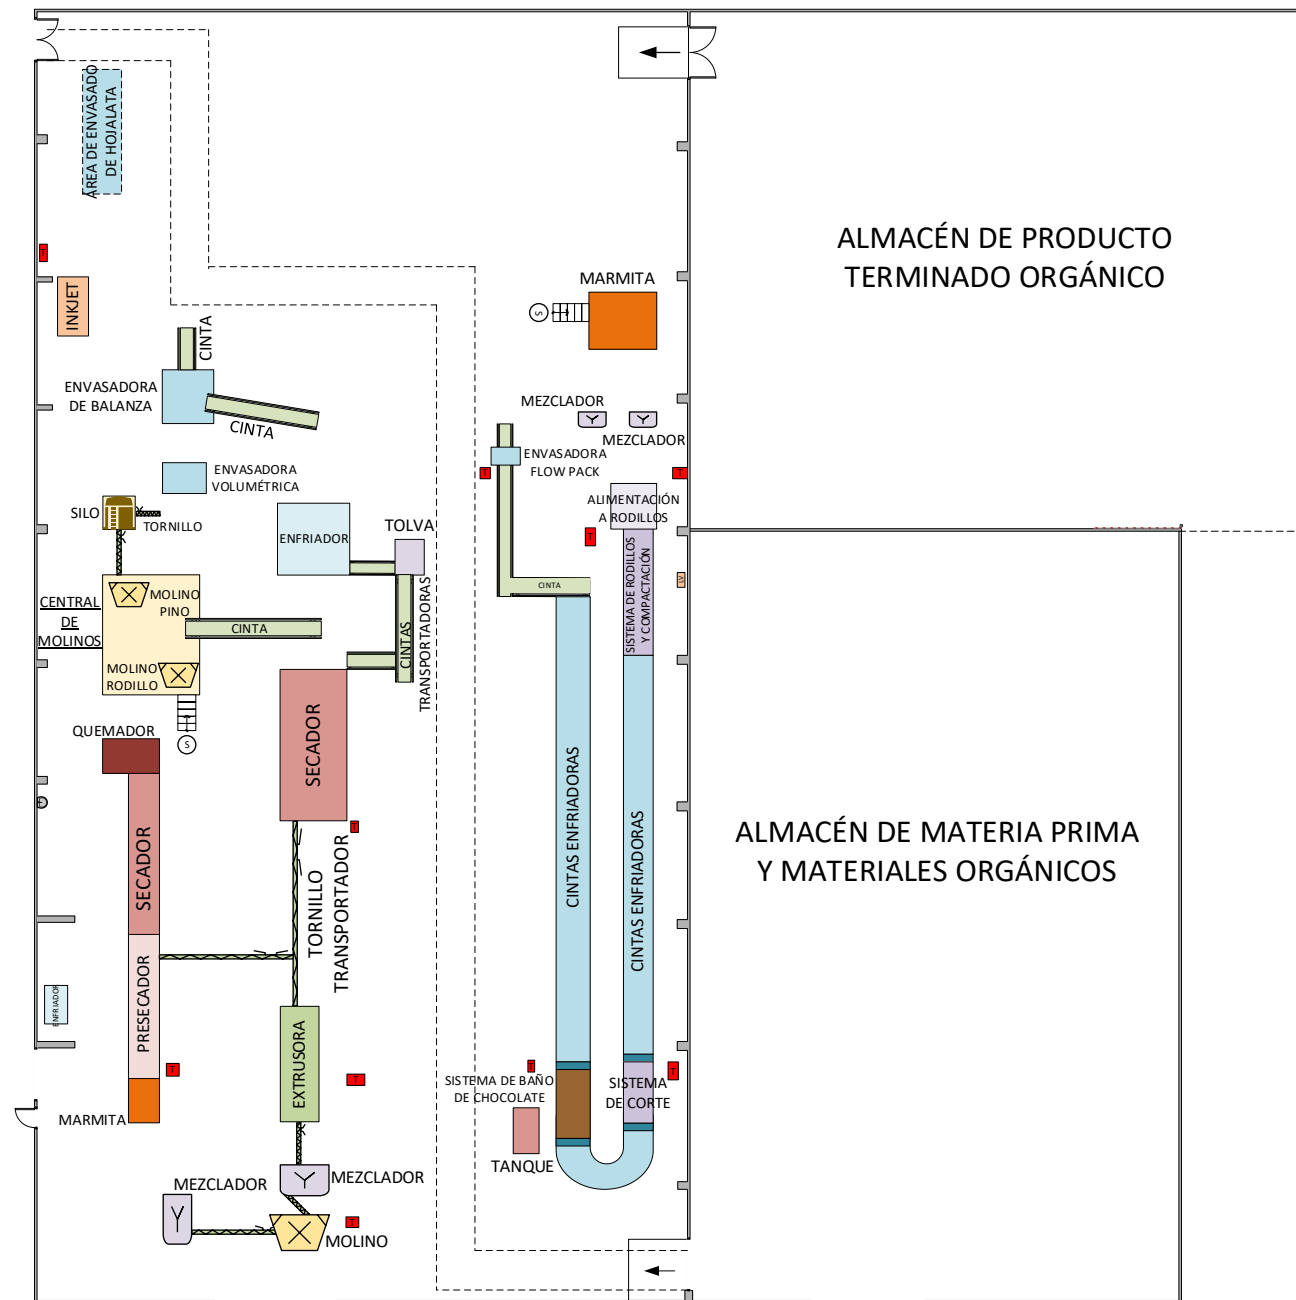 ÁREA DE ENVASADO
DE HOJALATA
ALMACÉN DE PRODUCTO
TERMINADO ORGÁNICO
T
INKJET
MARMITA
S
CINTA
ENVASADORA
DE BALANZA
CINTA
MEZCLADOR
MEZCLADOR
ENVASADORA
FLOW PACK
T
T
ENVASADORA
VOLUMÉTRICA
SILO
TORNILLO
ENFRIADOR
TOLVA
ALIMENTACIÓN
A RODILLOS
T
CINTAS
TRANSPORTADORAS
CINTA
SISTEMA DE RODILLOS
Y COMPACTACIÓN
LV
CENTRAL
DE
MOLINOS
MOLINO
PINO
CINTA
MOLINO
RODILLO
S
QUEMADOR
SECADOR
SECADOR
T
TORNILLO
TRANSPORTADOR
CINTAS ENFRIADORAS
CINTAS ENFRIADORAS
ALMACÉN DE MATERIA PRIMA
Y MATERIALES ORGÁNICOS
PRESECADOR
ENFRIADOR
EXTRUSORA
T
T
T
T
SISTEMA DE BAÑO
DE CHOCOLATE
SISTEMA
DE CORTE
MARMITA
TANQUE
MEZCLADOR
MEZCLADOR
T
MOLINO